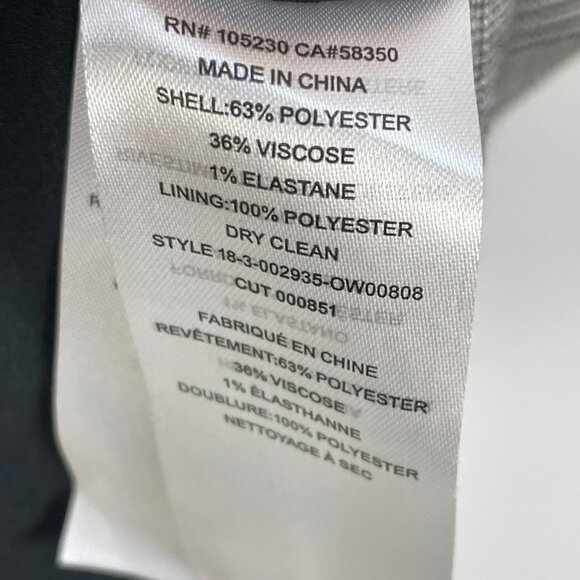 RN# 105230 CA#58350
MADE IN CHINA
SHELL:63% POLYESTER
36% VISCOSE
1% ELASTANE
LINING:100% POLYESTER
DRY CLEAN
STYLE 18-3-002935-OW00808
CUT 000851
FABRIQUÉ EN CHINE
REVÊTEMENT:63% POLYESTER
36% VISCOSE
1% ÉLASTHANNE
DOUBLURE:100% POLYESTER
NETTOYAGE À SEC